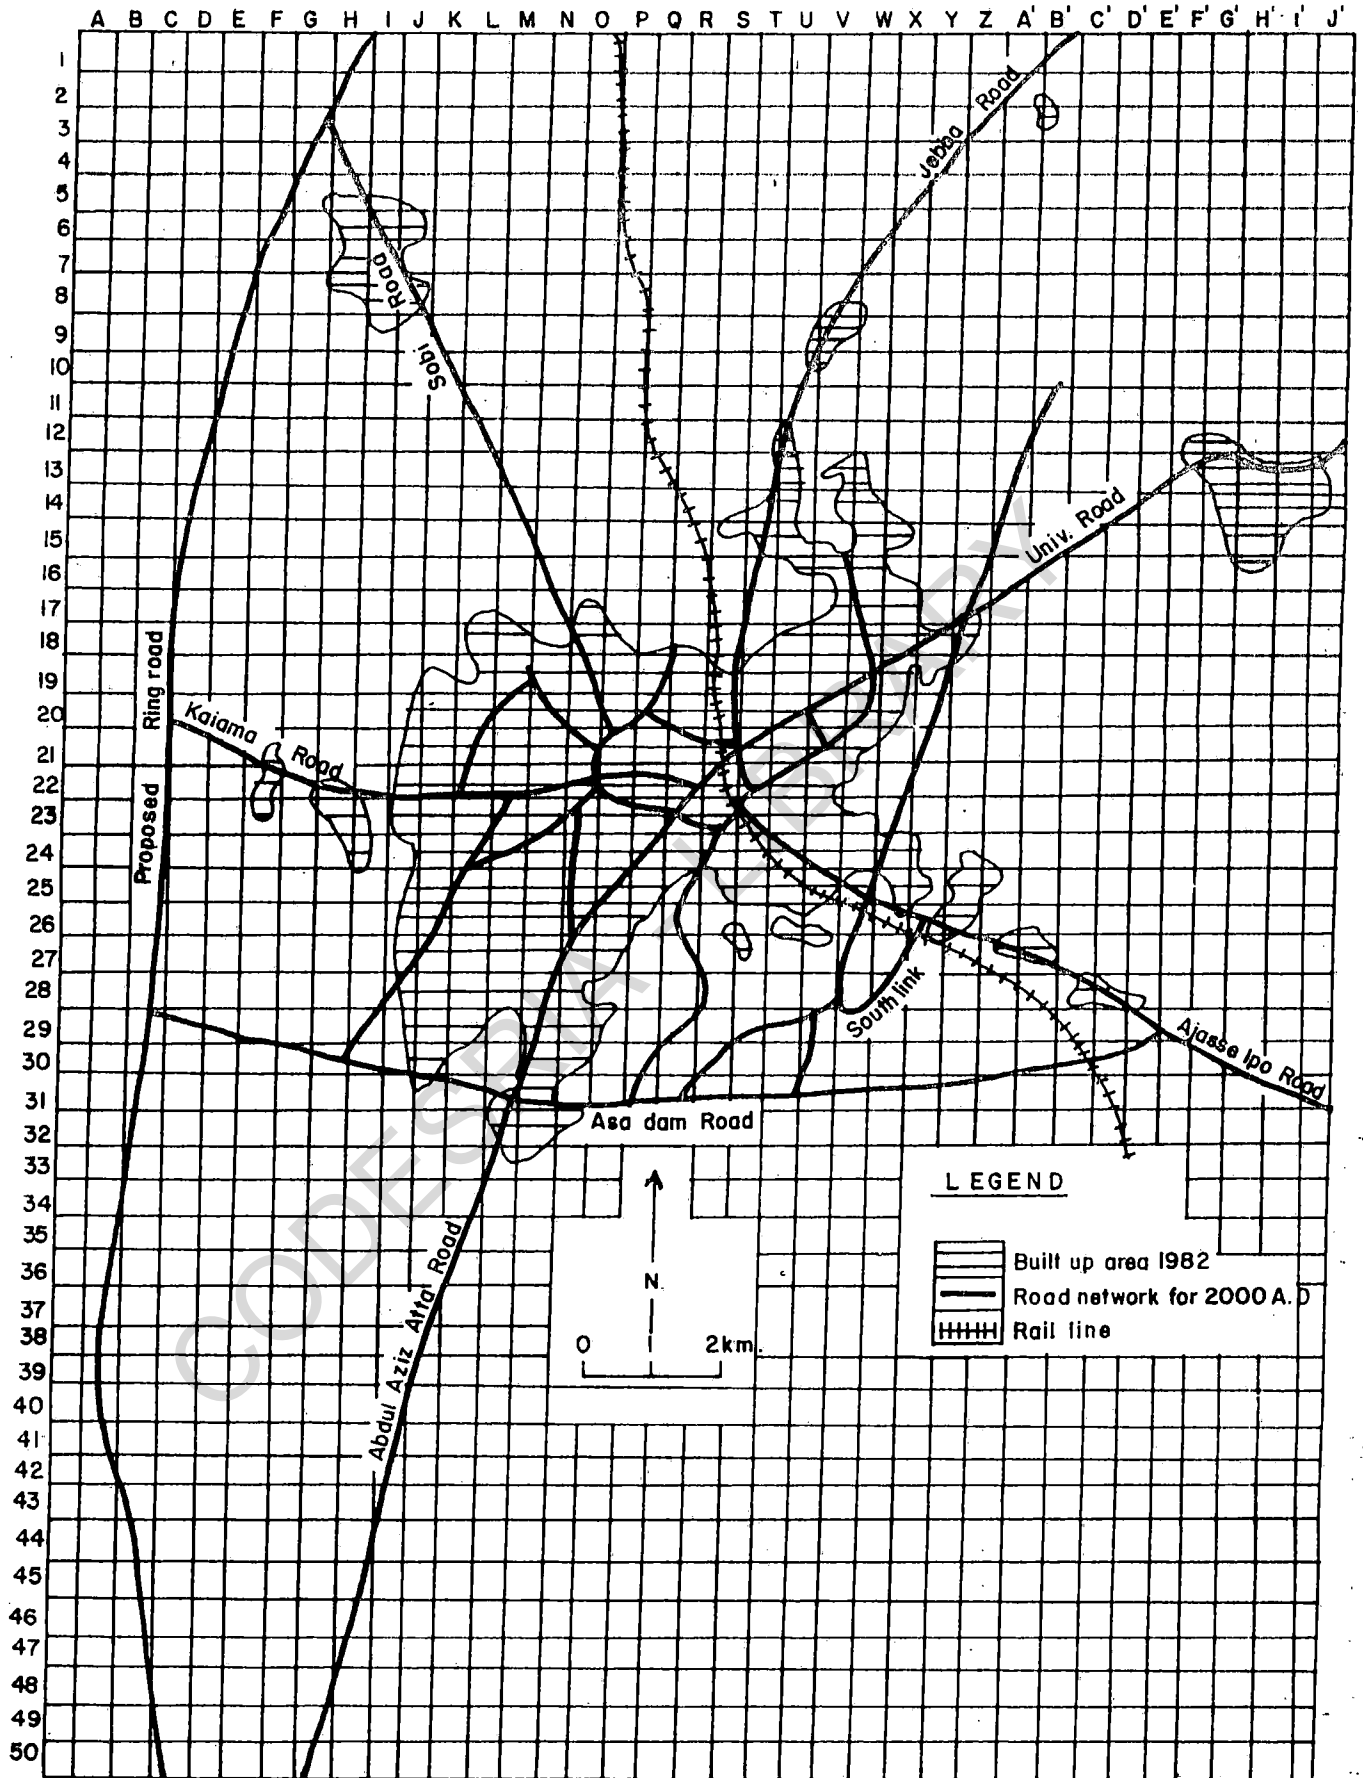 A B C D E F G H I J K L M N O P Q R S T U V W X Y Z A' B' C' D' E' F' G' H' I' J'
1
2
3
4
5
6
7
8
9
10
11
12
13
14
15
16
17
18
19
20
21
22
23
24
25
26
27
28
29
30
31
32
33
34
35
36
37
38
39
40
41
42
43
44
45
46
47
48
49
50
Jebba Road
Sobi Road
Univ. Road
Proposed Ring road
Kaiama Road
South link
Ajasse Ipo Road
Asa dam Road
Abdul Aziz Atta' Road
N
0 2km.
LEGEND
Built up area 1982
Road network for 2000 A.D
Rail line
CODESRIA - LIBRARY